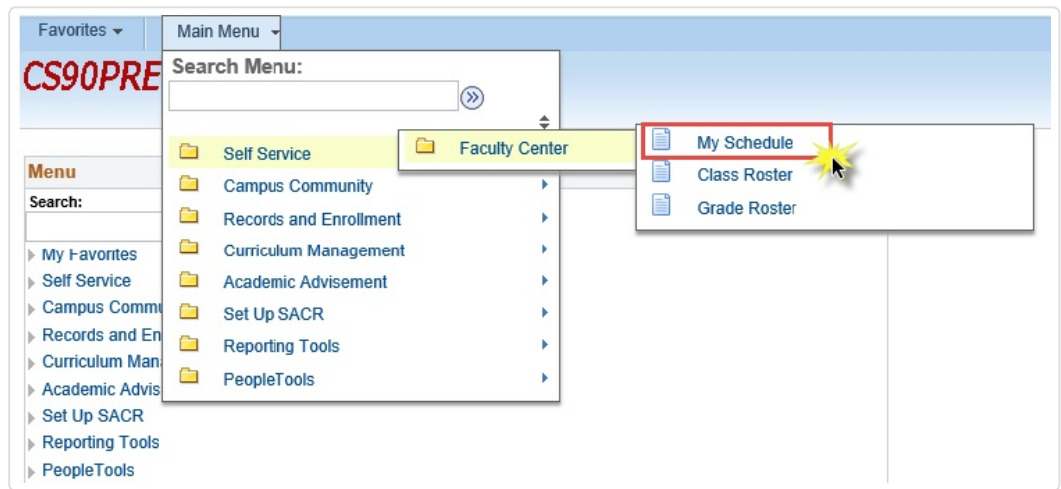 Favorites
Main Menu
CS90PRE
Search Menu:
Self Service
Faculty Center
My Schedule
Class Roster
Grade Roster
Campus Community
Records and Enrollment
Curriculum Management
Academic Advisement
Set Up SACR
Reporting Tools
PeopleTools
Menu
Search:
My Favorites
Self Service
Campus Commu
Records and En
Curriculum Man
Academic Advis
Set Up SACR
Reporting Tools
PeopleTools